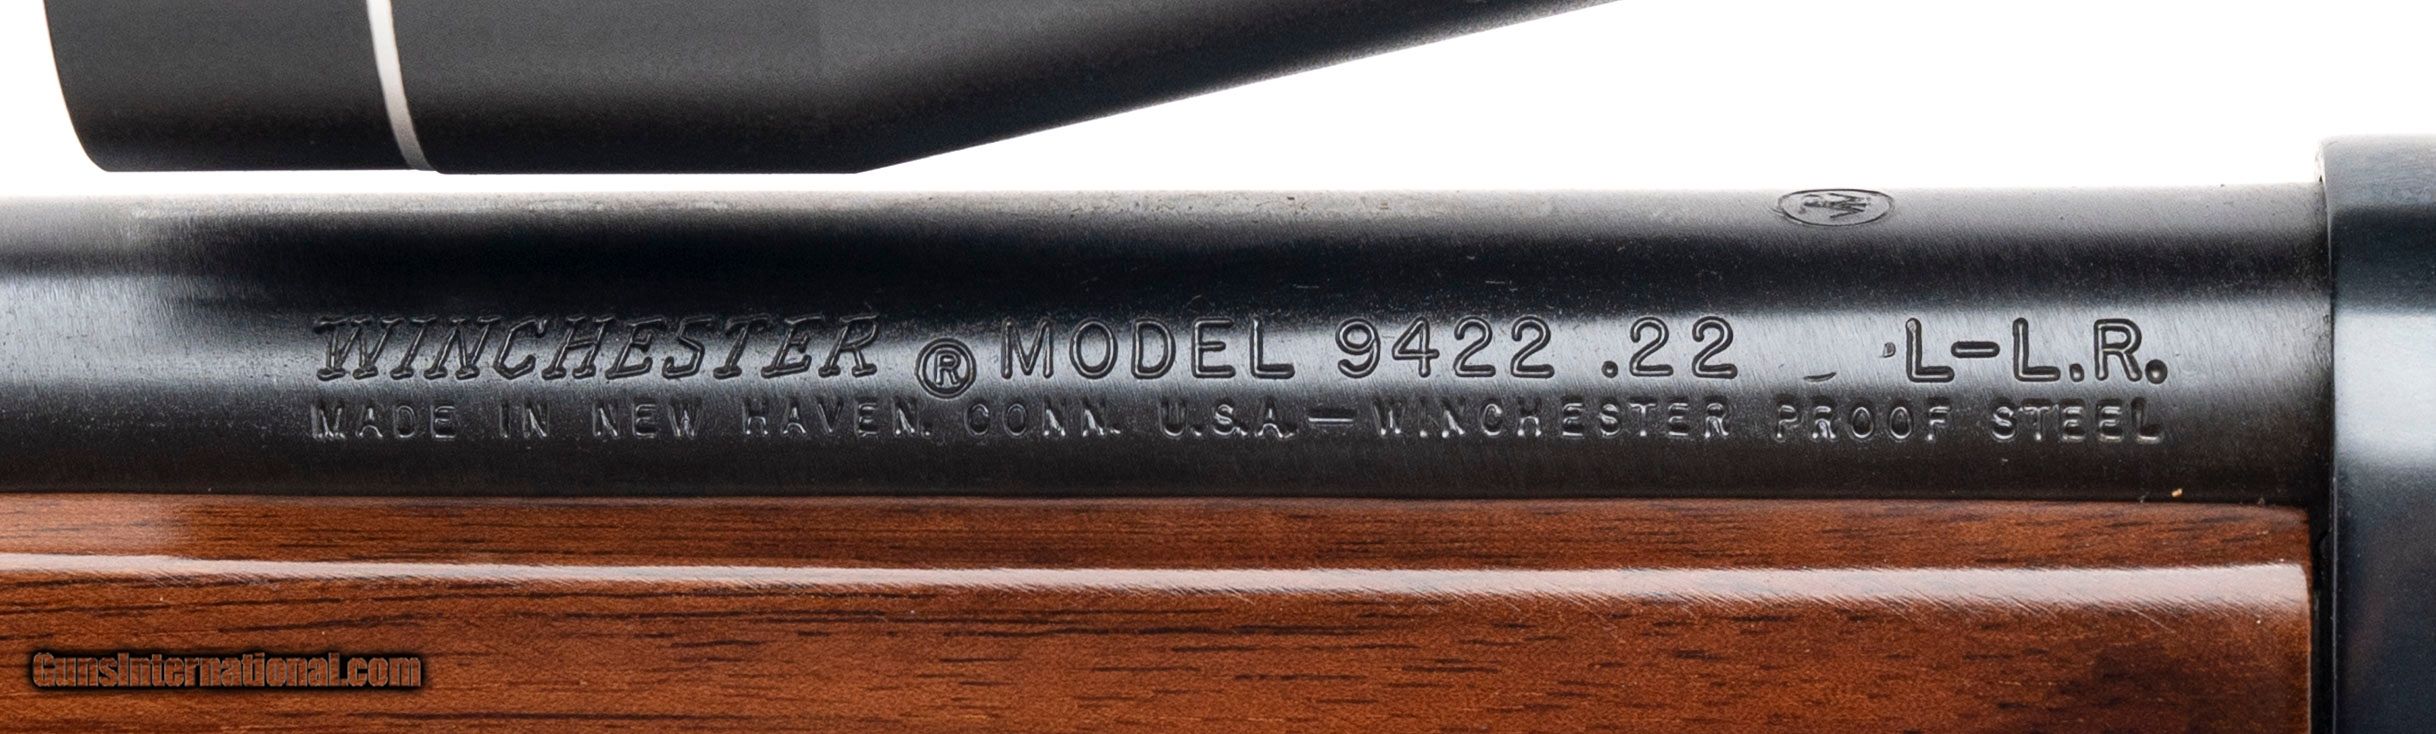 WINCHESTER ® MODEL 9422 .22 L-L.R.
MADE IN NEW HAVEN. CONN. U.S.A.—WINCHESTER PROOF STEEL
GunsInternational.com